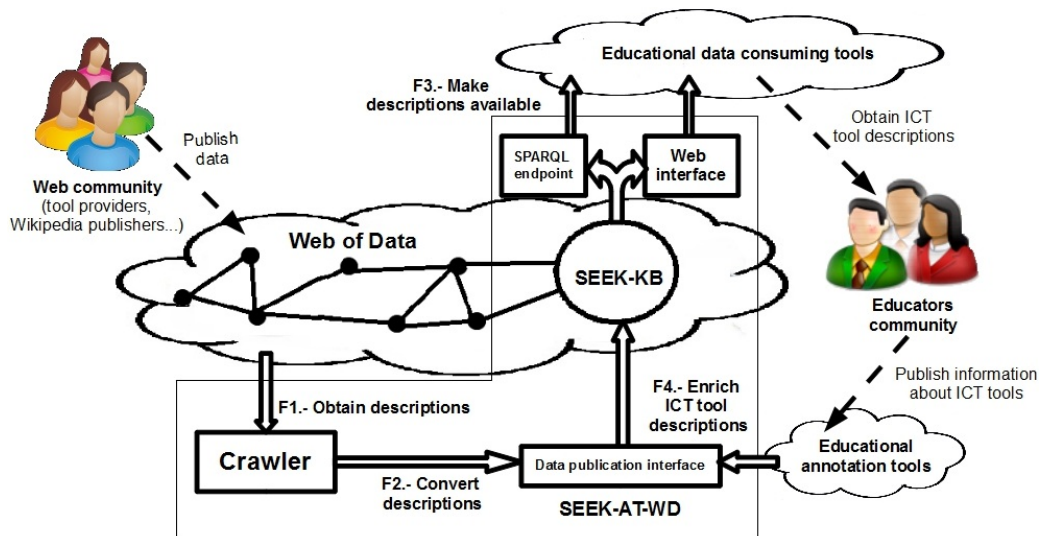 Educational data consuming tools
F3.- Make
descriptions available
Publish
data
Obtain ICT
tool descriptions
SPARQL
endpoint
Web
interface
Web community
(tool providers,
Wikipedia publishers...)
Web of Data
SEEK-KB
Educators
community
F1.- Obtain descriptions
F4.- Enrich
ICT tool
descriptions
Publish information
about ICT tools
Crawler
F2.- Convert
descriptions
Data publication interface
SEEK-AT-WD
Educational
annotation tools